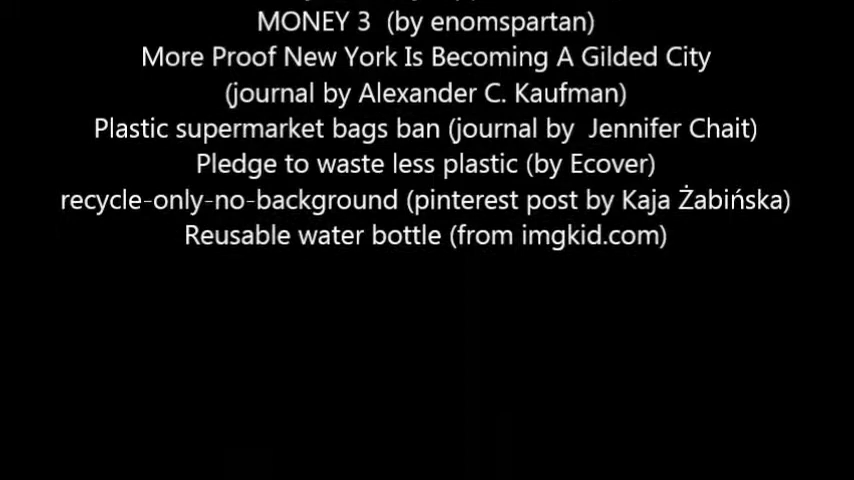 MONEY 3  (by enomspartan)
More Proof New York Is Becoming A Gilded City
(journal by Alexander C. Kaufman)
Plastic supermarket bags ban (journal by  Jennifer Chait)
Pledge to waste less plastic (by Ecover)
recycle-only-no-background (pinterest post by Kaja Żabińska)
Reusable water bottle (from imgkid.com)